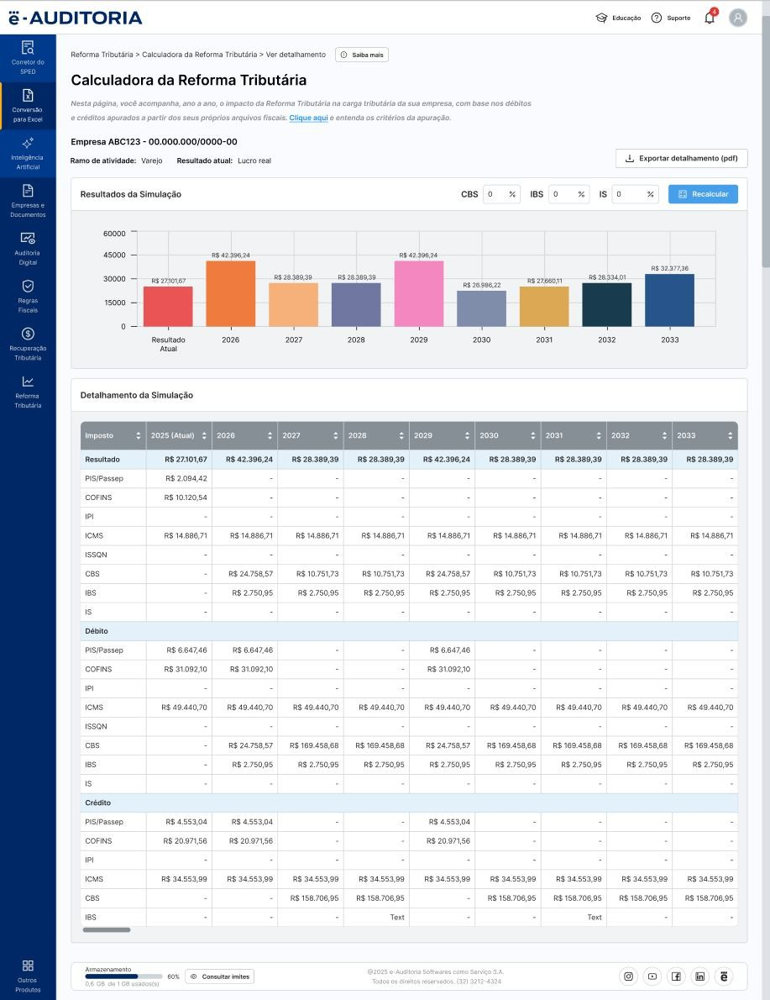 ë-AUDITORIA
Educação
Suporte
4
Corretor do
SPED
Conversão
para Excel
Inteligência
Artificial
Empresas e
Documentos
Auditoria
Digital
Regras
Fiscais
Recuperação
Tributária
Reforma
Tributária
Outros
Produtos
Reforma Tributária > Calculadora da Reforma Tributária > Ver detalhamento
Saiba mais
Calculadora da Reforma Tributária
Nesta página, você acompanha, ano a ano, o impacto da Reforma Tributária na carga tributária da sua empresa, com base nos débitos
e créditos apurados a partir dos seus próprios arquivos fiscais. Clique aqui e entenda os critérios da apuração.
Empresa ABC123 - 00.000.000/0000-00
Ramo de atividade: Varejo Resultado atual: Lucro real
Exportar detalhamento (pdf)
Resultados da Simulação
CBS 0 % IBS 0 % IS 0 % Recalcular
60000
45000
30000
15000
0
R$ 27.101,67
R$ 42.396,24
R$ 28.389,39
R$ 28.389,39
R$ 42.396,24
R$ 26.986,22
R$ 27.660,11
R$ 28.334,01
R$ 32.377,36
Resultado
Atual
2026
2027
2028
2029
2030
2031
2032
2033
Detalhamento da Simulação
Imposto 2025 (Atual) 2026 2027 2028 2029 2030 2031 2032 2033
Resultado R$ 27.101,67 R$ 42.396,24 R$ 28.389,39 R$ 28.389,39 R$ 42.396,24 R$ 28.389,39 R$ 28.389,39 R$ 28.389,39 R$ 28.389,39
PIS/Passep R$ 2.094,42 - - - - - - - -
COFINS R$ 10.120,54 - - - - - - - -
IPI - - - - - - - - -
ICMS R$ 14.886,71 R$ 14.886,71 R$ 14.886,71 R$ 14.886,71 R$ 14.886,71 R$ 14.886,71 R$ 14.886,71 R$ 14.886,71 R$ 14.886,71
ISSQN - - - - - - - - -
CBS - R$ 24.758,57 R$ 10.751,73 R$ 10.751,73 R$ 24.758,57 R$ 10.751,73 R$ 10.751,73 R$ 10.751,73 R$ 10.751,73
IBS - R$ 2.750,95 R$ 2.750,95 R$ 2.750,95 R$ 2.750,95 R$ 2.750,95 R$ 2.750,95 R$ 2.750,95 R$ 2.750,95
IS - - - - - - - - -
Débito
PIS/Passep R$ 6.647,46 R$ 6.647,46 - - R$ 6.647,46 - - - -
COFINS R$ 31.092,10 R$ 31.092,10 - - R$ 31.092,10 - - - -
IPI - - - - - - - - -
ICMS R$ 49.440,70 R$ 49.440,70 R$ 49.440,70 R$ 49.440,70 R$ 49.440,70 R$ 49.440,70 R$ 49.440,70 R$ 49.440,70 R$ 49.440,70
ISSQN - - - - - - - - -
CBS - R$ 24.758,57 R$ 169.458,68 R$ 169.458,68 R$ 24.758,57 R$ 169.458,68 R$ 169.458,68 R$ 169.458,68 R$ 169.458,68
IBS - R$ 2.750,95 R$ 2.750,95 R$ 2.750,95 R$ 2.750,95 R$ 2.750,95 R$ 2.750,95 R$ 2.750,95 R$ 2.750,95
IS - - - - - - - - -
Crédito
PIS/Passep R$ 4.553,04 R$ 4.553,04 - - R$ 4.553,04 - - - -
COFINS R$ 20.971,56 R$ 20.971,56 - - R$ 20.971,56 - - - -
IPI - - - - - - - - -
ICMS R$ 34.553,99 R$ 34.553,99 R$ 34.553,99 R$ 34.553,99 R$ 34.553,99 R$ 34.553,99 R$ 34.553,99 R$ 34.553,99 R$ 34.553,99
CBS - - R$ 158.706,95 R$ 158.706,95 - R$ 158.706,95 R$ 158.706,95 R$ 158.706,95 R$ 158.706,95
IBS - - - Text - - Text - -
Armazenamento
60%
0,6 GB de 1 GB usados(s)
Consultar imites
@2025 e-Auditoria Softwares como Serviço S.A.
Todos os direitos reservados. (32) 3212-4324
ë